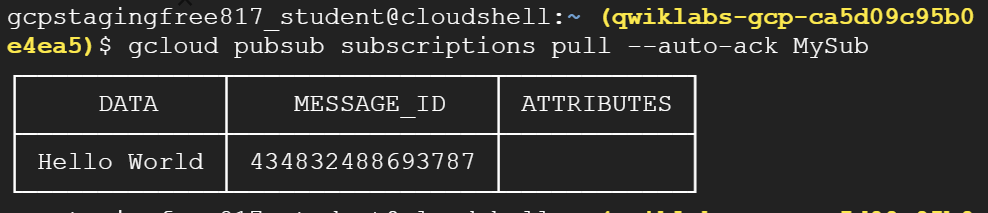 gcpstagingfree817_student@cloudshell:~ (qwiklabs-gcp-ca5d09c95b0
e4ea5)$ gcloud pubsub subscriptions pull --auto-ack MySub
DATA MESSAGE_ID ATTRIBUTES
Hello World 434832488693787